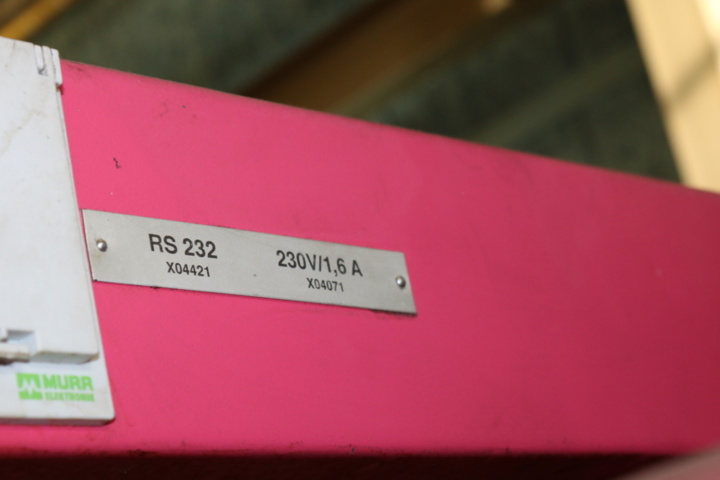 RS 232
X04421
230V/1,6 A
X04071
MURR
ELEKTRONIK